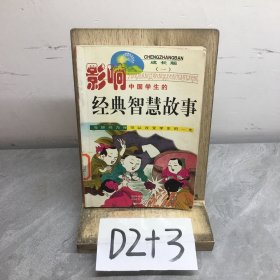 CHENGZHANGBAN
成长版
(一)
影响
中国学生的
经典智慧故事
D2+3